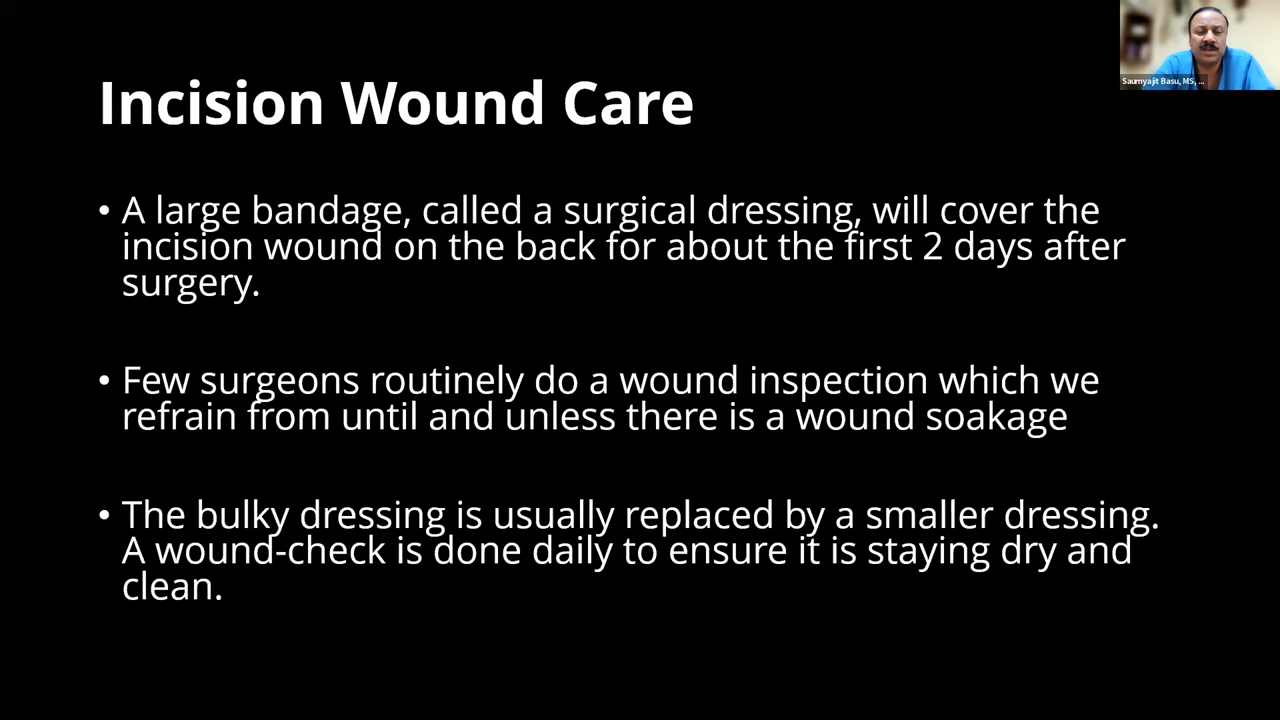 Incision Wound Care
• A large bandage, called a surgical dressing, will cover the
incision wound on the back for about the first 2 days after
surgery.
• Few surgeons routinely do a wound inspection which we
refrain from until and unless there is a wound soakage
• The bulky dressing is usually replaced by a smaller dressing.
A wound-check is done daily to ensure it is staying dry and
clean.
Saumyajit Basu, MS, ...